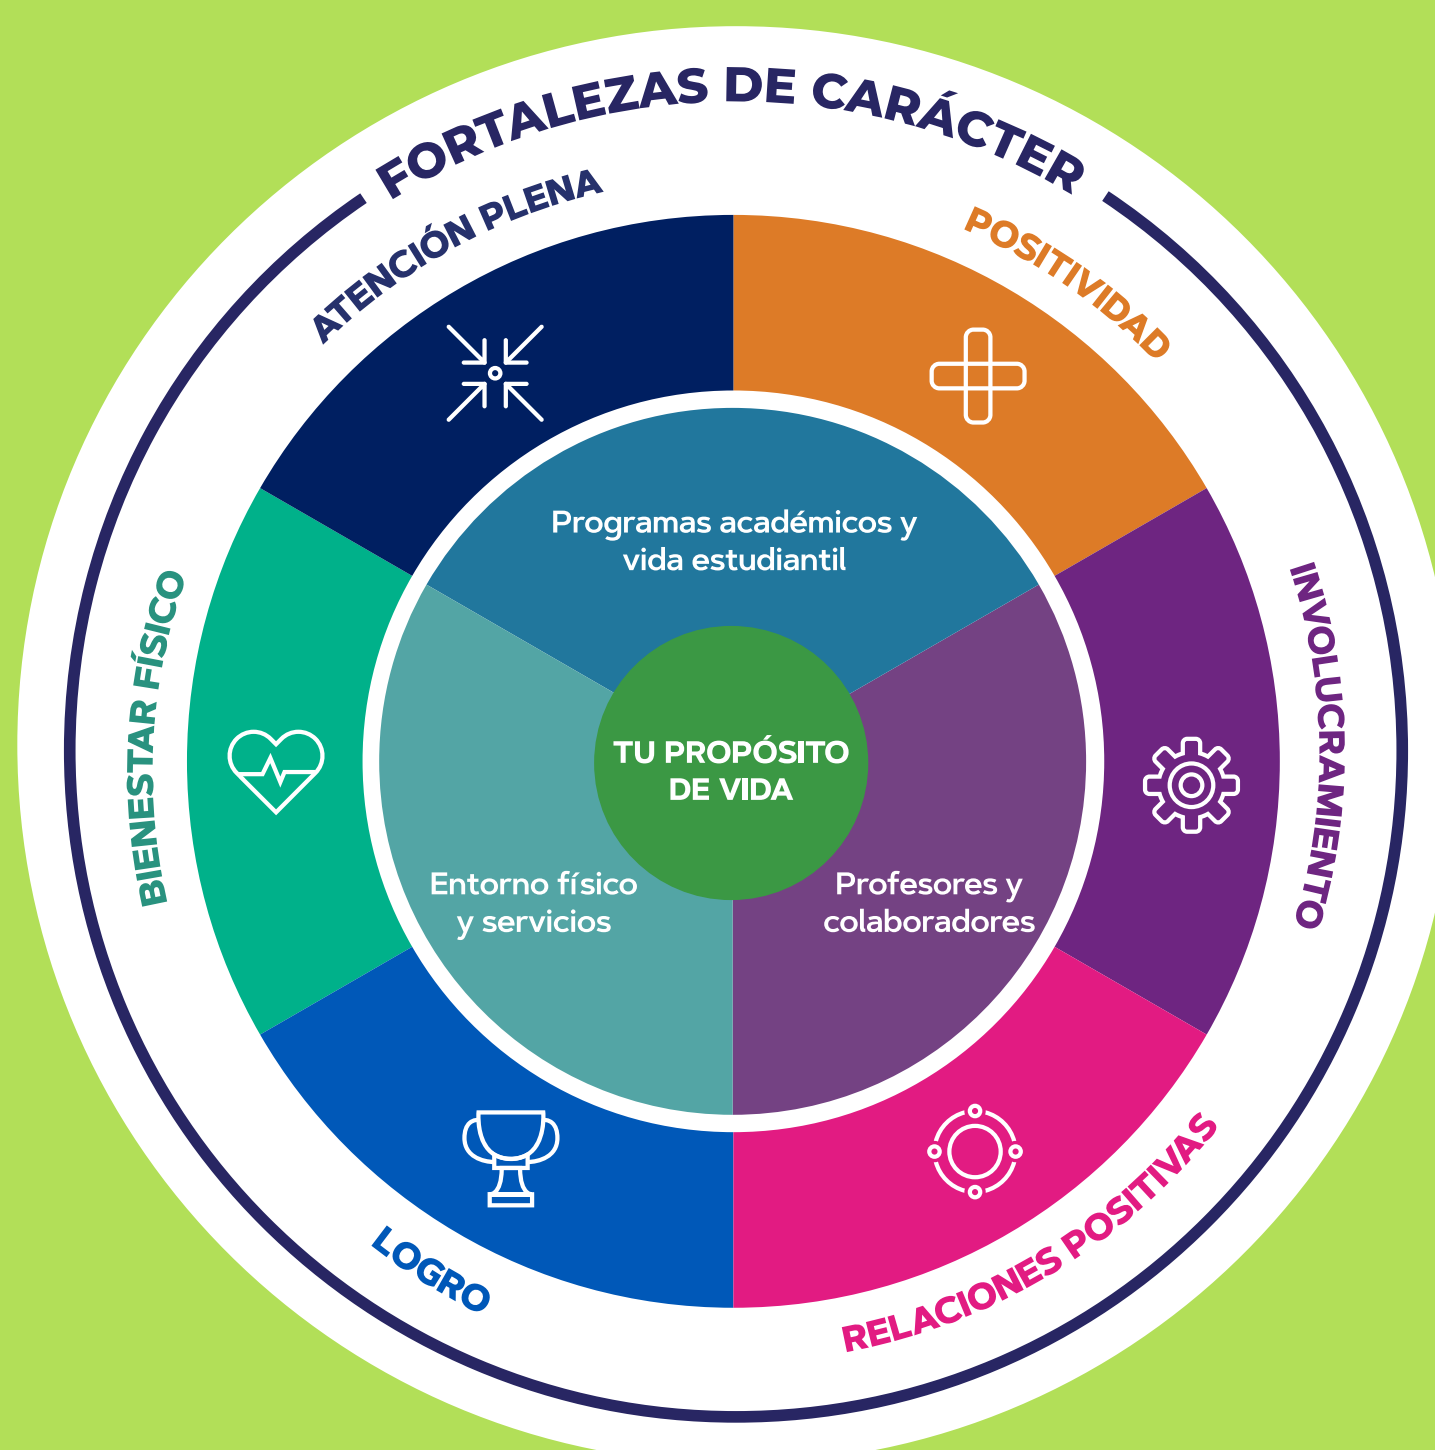 FORTALEZAS DE CARÁCTER
ATENCIÓN PLENA
POSITIVIDAD
Programas académicos y
vida estudiantil
BIENESTAR FÍSICO
INVOLUCRAMIENTO
TU PROPÓSITO
DE VIDA
Entorno físico
y servicios
Profesores y
colaboradores
LOGRO
RELACIONES POSITIVAS